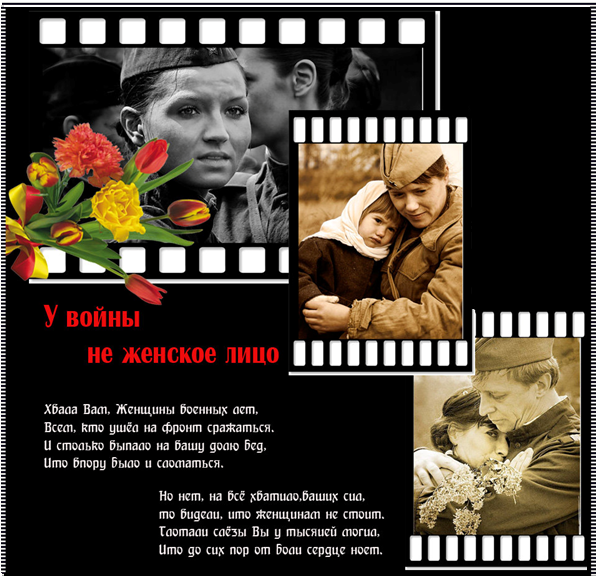 У войны
не женское лицо
Хвала Вам, Женщины военных лет,
Всем, кто ушёл на фронт сражаться.
И столько выпало на вашу долю бед,
Что впору было и сломаться.
Но нет, на всё хватило,ваших сил,
то видели, что женщинам не стоит.
Глотали слёзы Вы у тысячей могил,
Что до сих пор от боли сердце ноет.